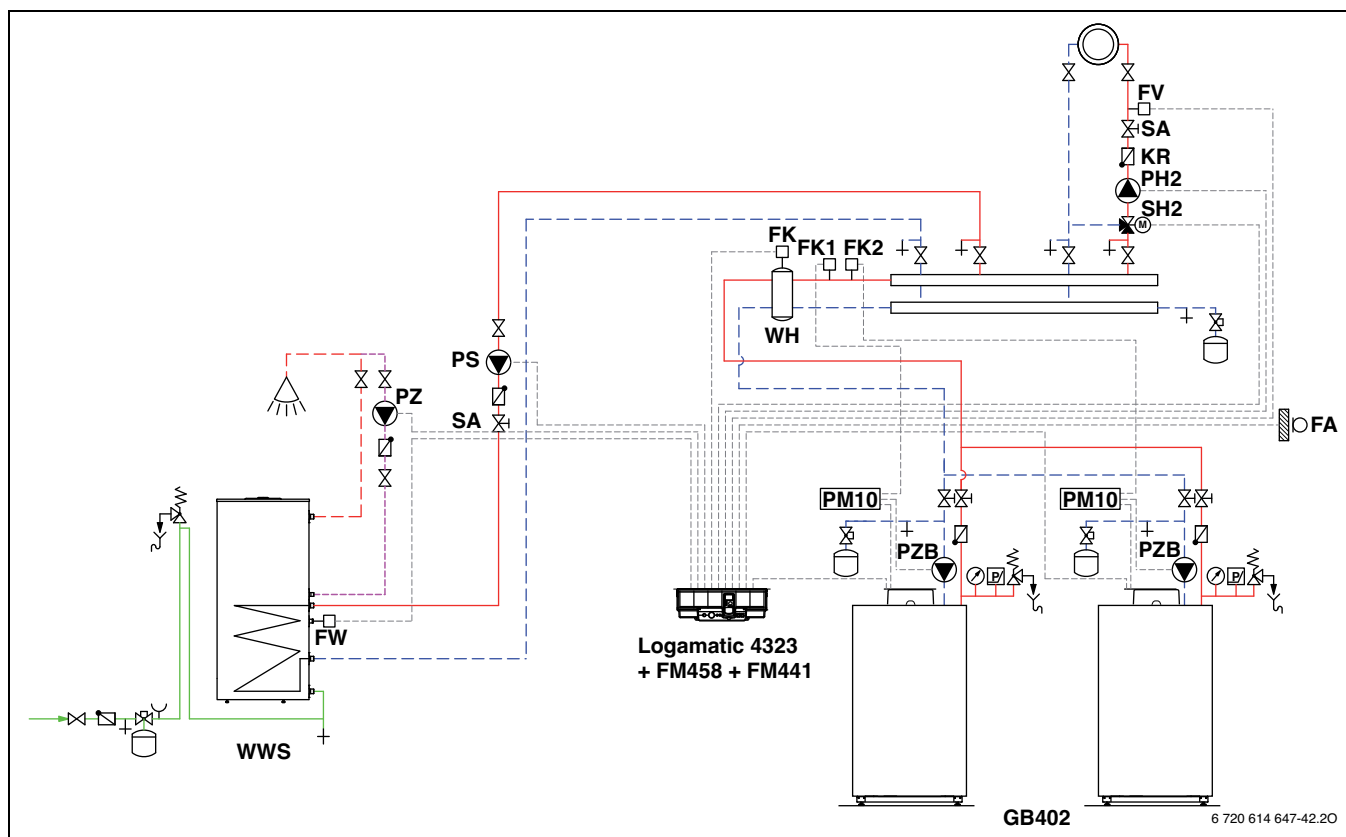 FV
SA
KR
PH2
SH2
M
FK
FK1
FK2
WH
PS
PZ
SA
FA
PM10
PM10
PZB
PZB
P
P
FW
Logamatic 4323
+ FM458 + FM441
WWS
GB402
6 720 614 647-42.2O